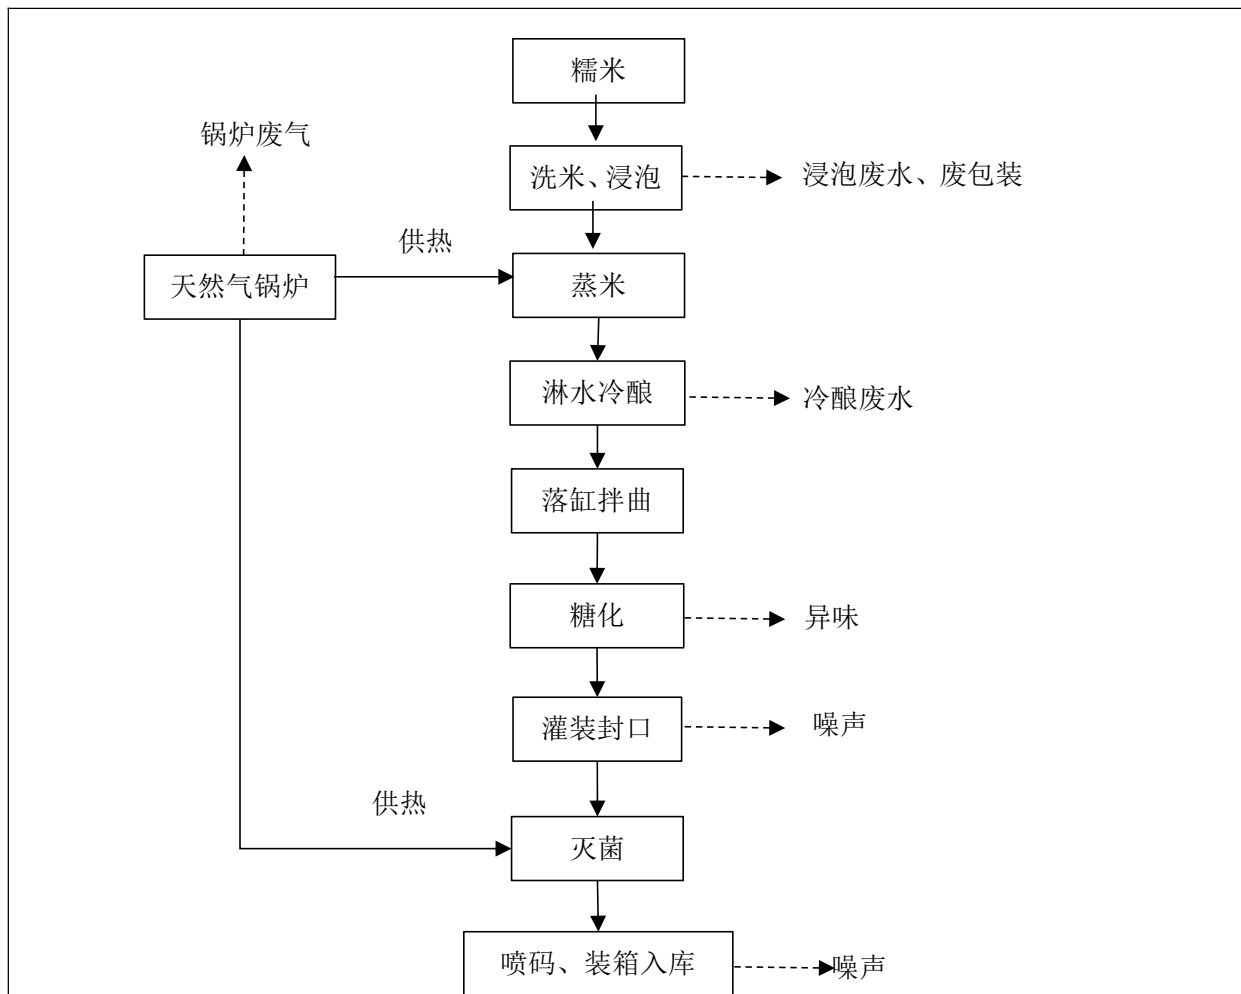 糯米
锅炉废气
洗米、浸泡
浸泡废水、废包装
供热
天然气锅炉
蒸米
淋水冷酿
冷酿废水
落缸拌曲
糖化
异味
灌装封口
噪声
供热
灭菌
喷码、装箱入库
噪声